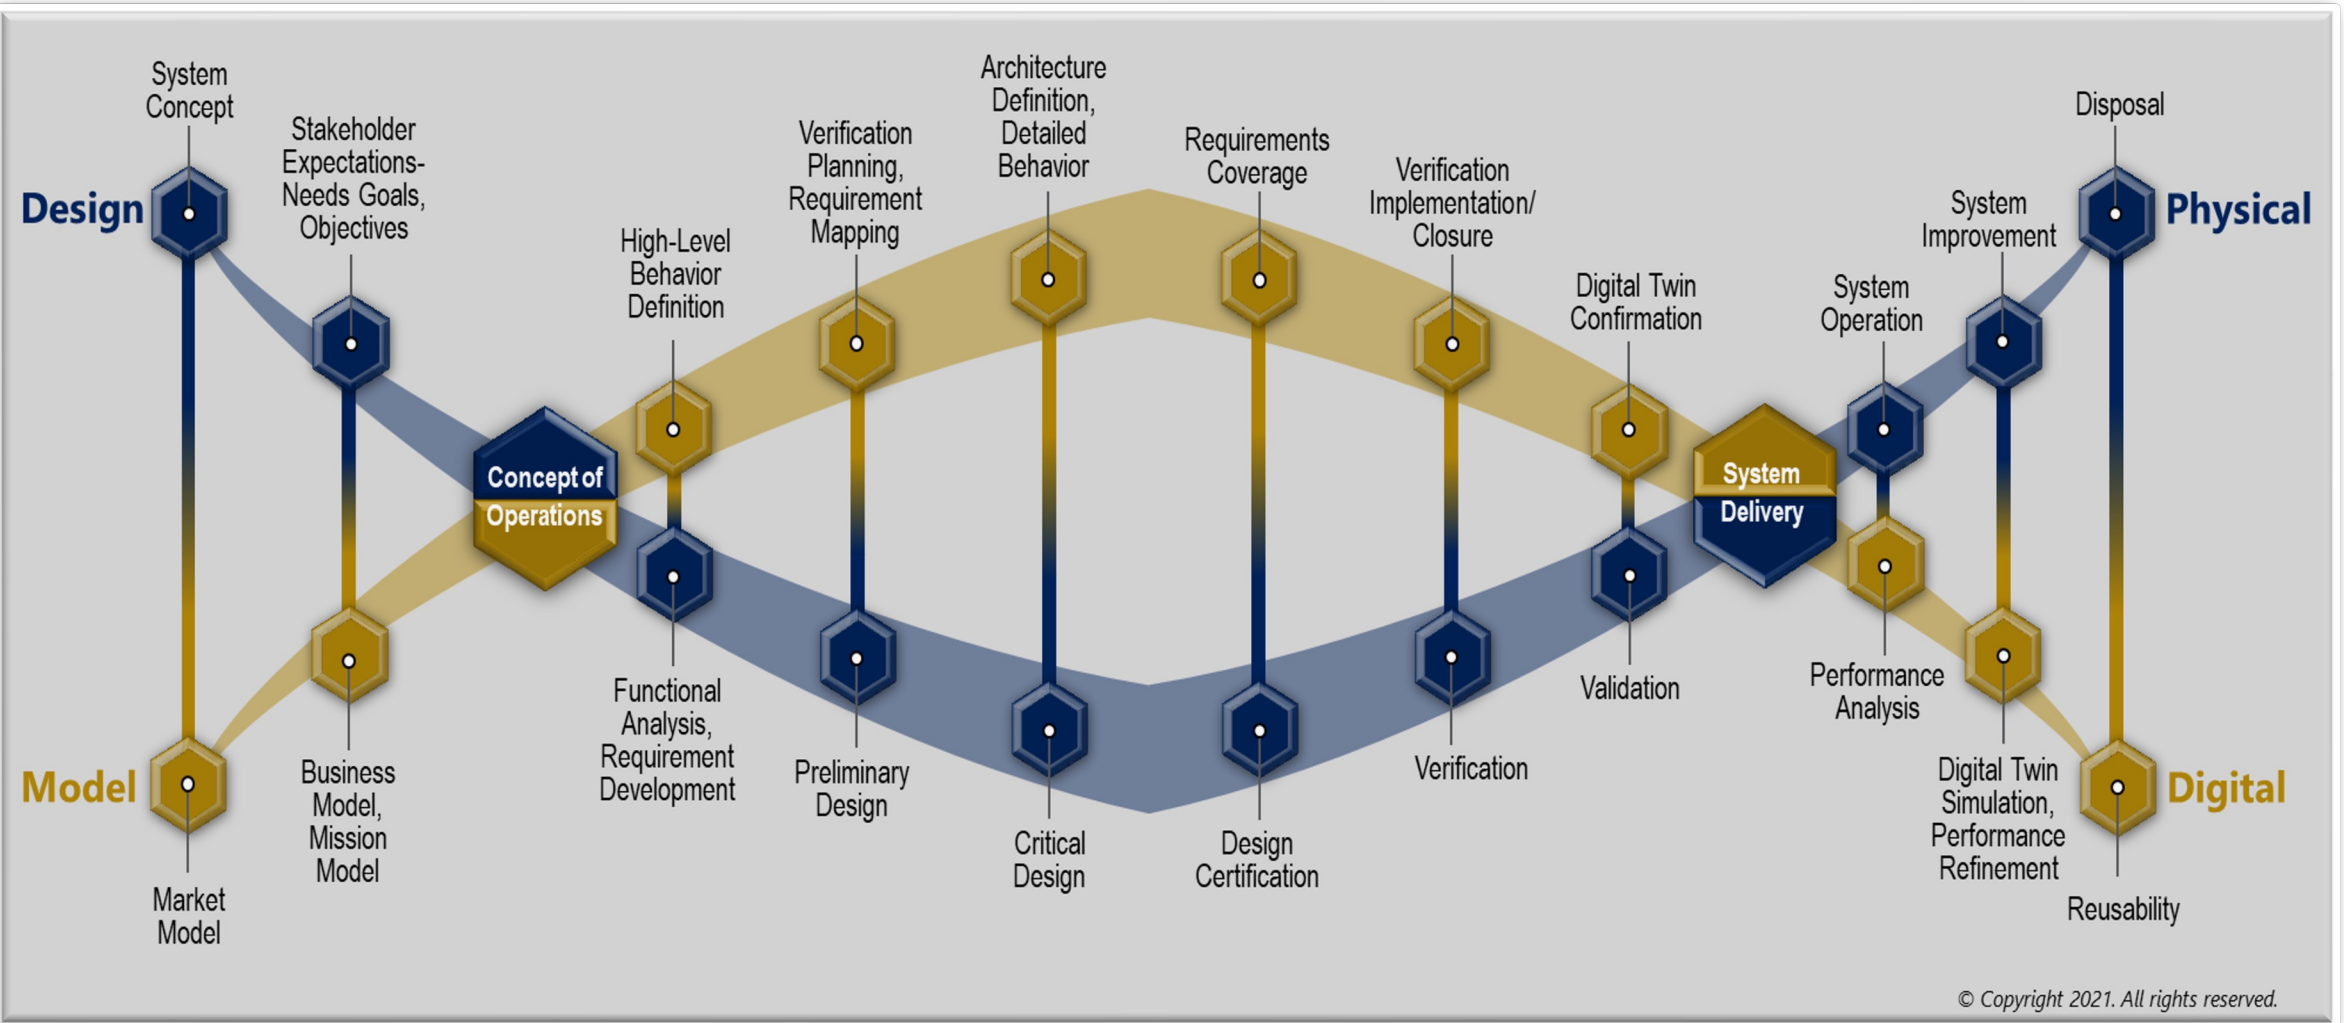 System
Concept
Design
Stakeholder
Expectations-
Needs Goals,
Objectives
High-Level
Behavior
Definition
Verification
Planning,
Requirement
Mapping
Architecture
Definition,
Detailed
Behavior
Requirements
Coverage
Verification
Implementation/
Closure
Digital Twin
Confirmation
System
Operation
System
Improvement
Disposal
Physical
Concept of
Operations
System
Delivery
Model
Market
Model
Business
Model,
Mission
Model
Functional
Analysis,
Requirement
Development
Preliminary
Design
Critical
Design
Design
Certification
Verification
Validation
Performance
Analysis
Digital Twin
Simulation,
Performance
Refinement
Digital
Reusability
© Copyright 2021. All rights reserved.